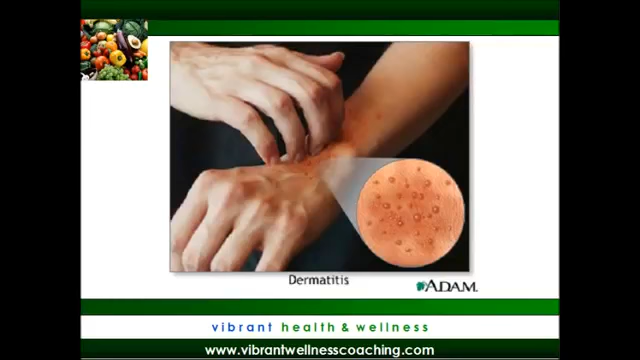 Dermatitis
ADAM.
vibrant health & wellness
www.vibrantwellnesscoaching.com